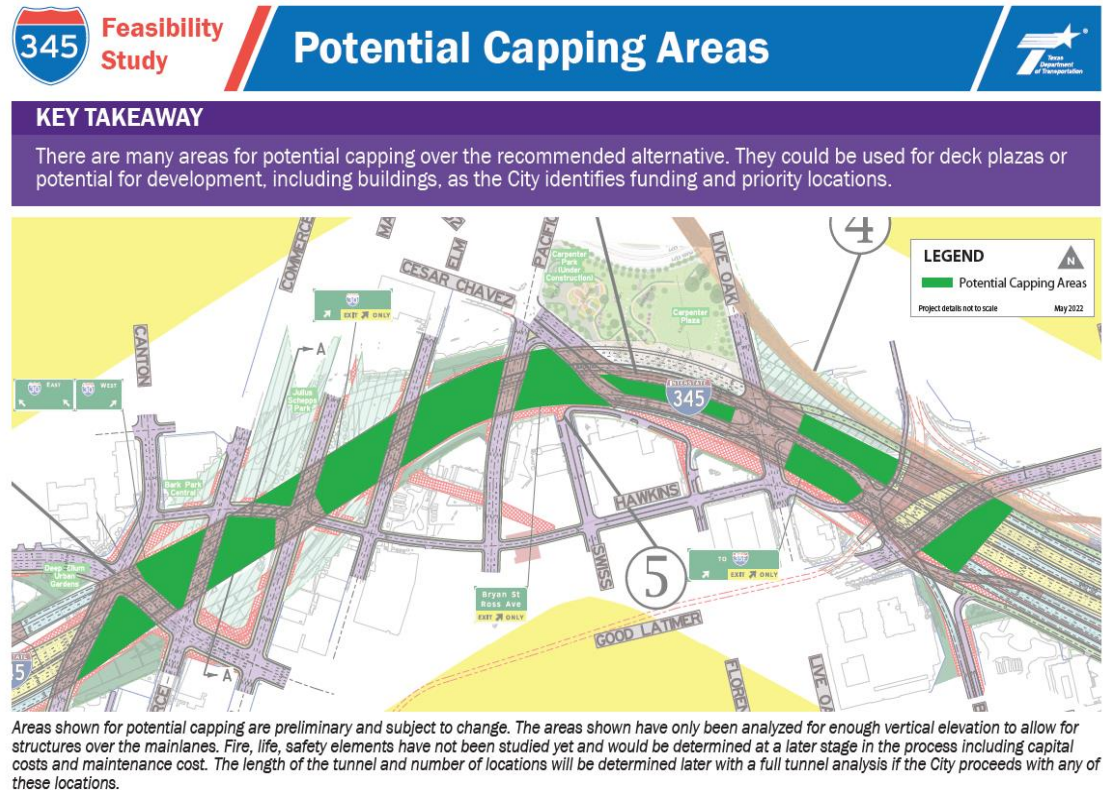 345
Feasibility
Study
Potential Capping Areas
Texas
Department
of Transportation
KEY TAKEAWAY
There are many areas for potential capping over the recommended alternative. They could be used for deck plazas or
potential for development, including buildings, as the City identifies funding and priority locations.
COMMERCE
MA
ELM
PACIFIC
CESAR CHAVEZ
LIVE OAK
4
Carpenter
Park
(Under
Construction)
Carpenter
Plaza
LEGEND
N
Potential Capping Areas
Project details not to scale
May 2022
CANTON
EXIT ONLY
A
EAST
WEST
Julius
Schepps
Park
INTERSTATE
345
Bark Park
Central
HAWKINS
SWISS
5
Deep Ellum
Urban
Gardens
TO
EXIT ONLY
Bryan St
Ross Ave
EXIT ONLY
GOOD LATIMER
A
45
FLOREN
LIVE OA
Areas shown for potential capping are preliminary and subject to change. The areas shown have only been analyzed for enough vertical elevation to allow for
structures over the mainlanes. Fire, life, safety elements have not been studied yet and would be determined at a later stage in the process including capital
costs and maintenance cost. The length of the tunnel and number of locations will be determined later with a full tunnel analysis if the City proceeds with any of
these locations.